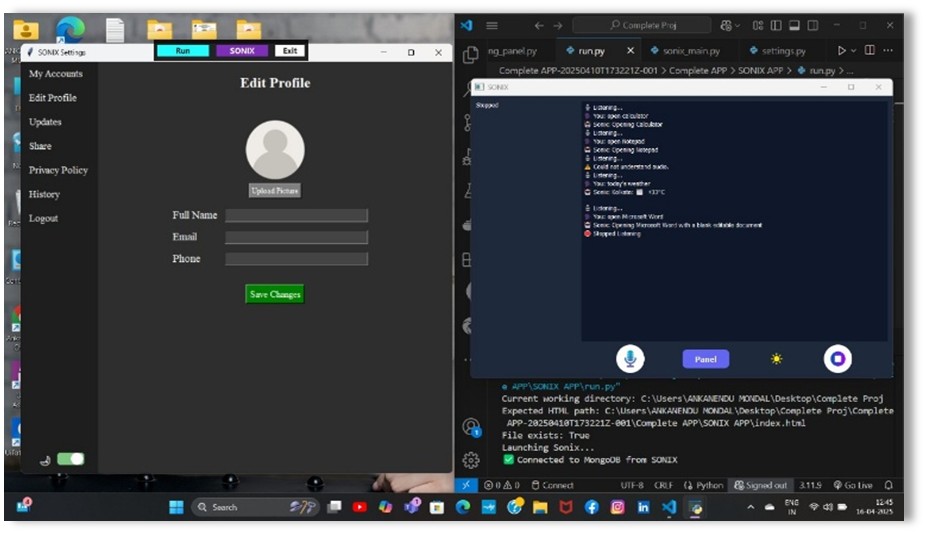 SONIX Settings
Run
SONIX
Exit
My Accounts
Edit Profile
Updates
Share
Privacy Policy
History
Logout
Edit Profile
Upload Picture
Full Name
Email
Phone
Save Changes
Complete Proj
ng_panel.py
run.py
sonix_main.py
settings.py
Complete APP-20250410T173221Z-001 > Complete APP > SONIX APP > run.py > ...
SONIX
Stopped
Listening...
You: open calculator
Sonix: Opening Calculator
Listening...
You: open Notepad
Sonix: Opening Notepad
Listening...
Could not understand audio.
Listening...
You: today's weather
Sonix: Kolkata: +33°C
Listening...
You: open Microsoft Word
Sonix: Opening Microsoft Word with a blank editable document
Stopped Listening
Panel
e APP\SONIX APP\run.py"
Current working directory: C:\Users\ANKANENDU MONDAL\Desktop\Complete Proj
Expected HTML path: C:\Users\ANKANENDU MONDAL\Desktop\Complete Proj\Complete
APP-20250410T173221Z-001\Complete APP\SONIX APP\index.html
File exists: True
Launching Sonix...
Connected to MongoDB from SONIX
0 0 Connect UTF-8 CRLF Python Signed out 3.11.9 Go Live
Search
ENG
IN
12:45
16-04-2025